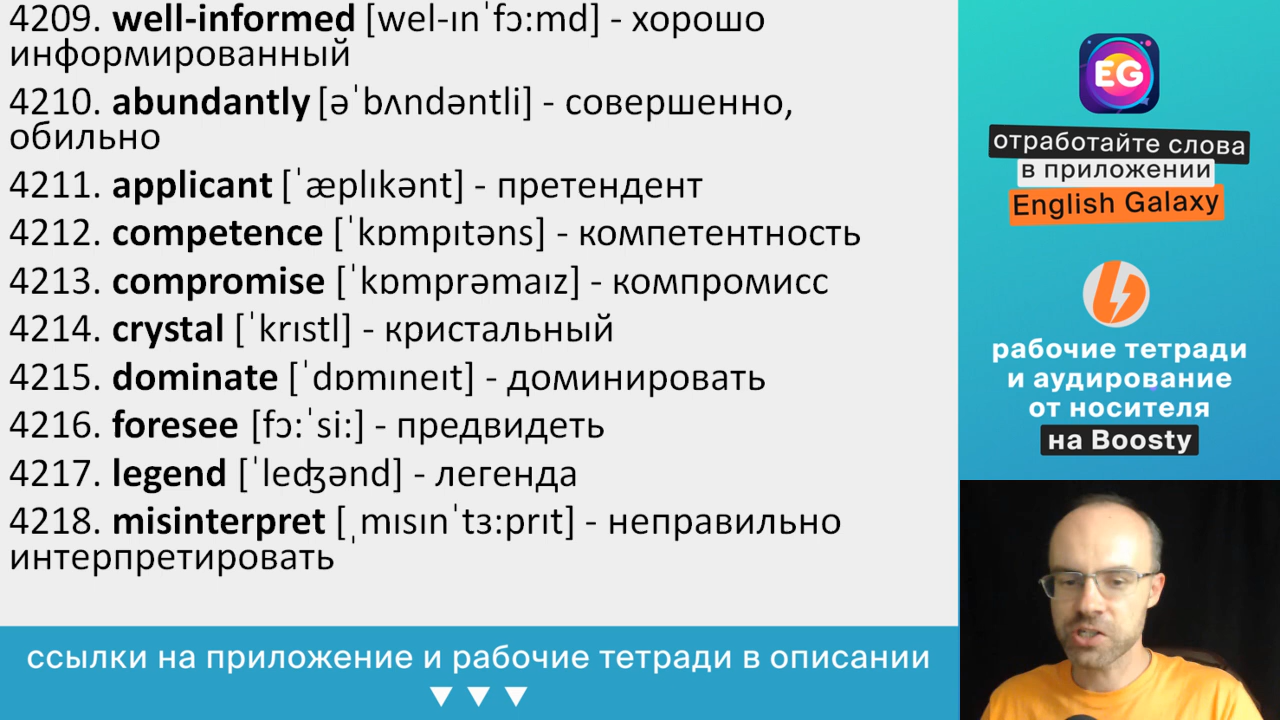 4209. well-informed [wel-ɪnˈfɔ:md] - хорошо
информированный
4210. abundantly [əˈbʌndəntli] - совершенно,
обильно
4211. applicant [ˈæplɪkənt] - претендент
4212. competence [ˈkɒmpɪtəns] - компетентность
4213. compromise [ˈkɒmprəmaɪz] - компромисс
4214. crystal [ˈkrɪstl] - кристальный
4215. dominate [ˈdɒmɪneɪt] - доминировать
4216. foresee [fɔ:ˈsi:] - предвидеть
4217. legend [ˈleʤənd] - легенда
4218. misinterpret [ˌmɪsɪnˈtɜ:prɪt] - неправильно
интерпретировать
ссылки на приложение и рабочие тетради в описании
EG
отработайте слова
в приложении
English Galaxy
рабочие тетради
и аудирование
от носителя
на Boosty